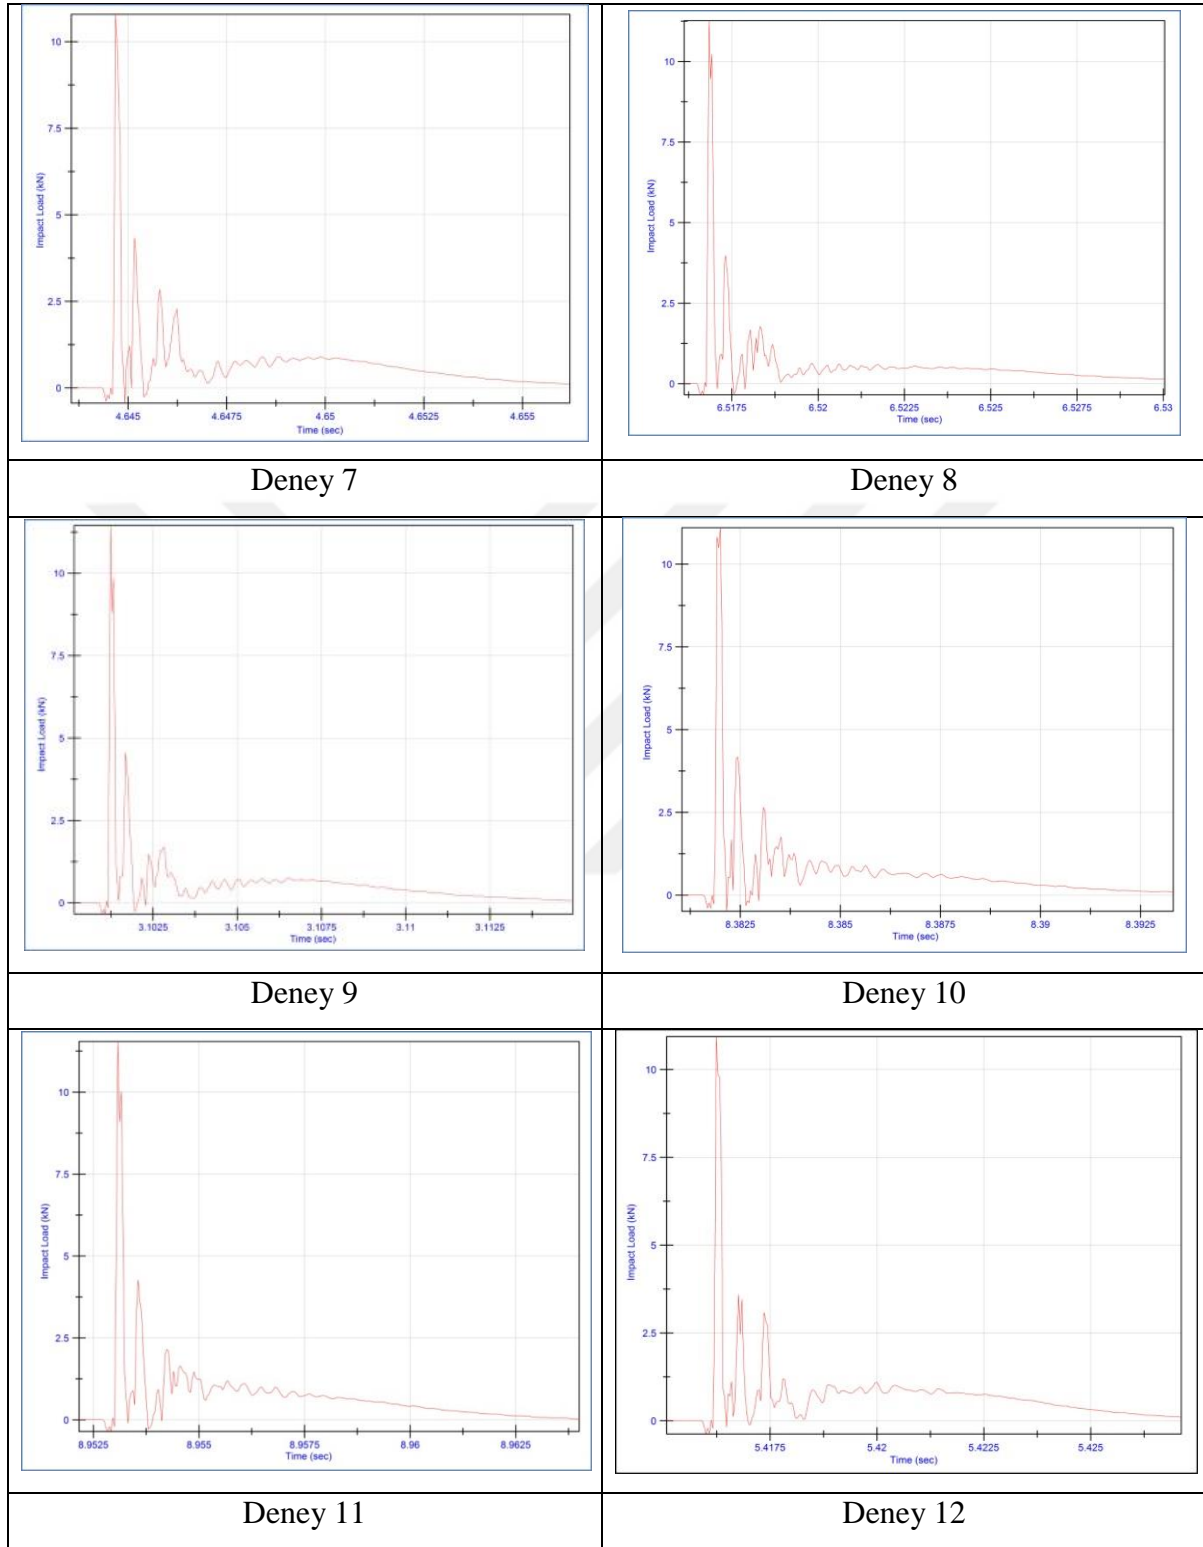 10
7.5
5
2.5
0
Impact Load (kN)
4.645 4.6475 4.65 4.6525 4.655
Time (sec)
Deney 7
10
7.5
5
2.5
0
Impact Load (kN)
6.5175 6.52 6.5225 6.525 6.5275 6.53
Time (sec)
Deney 8
10
7.5
5
2.5
0
Impact Load (kN)
3.1025 3.105 3.1075 3.11 3.1125
Time (sec)
Deney 9
10
7.5
5
2.5
0
Impact Load (kN)
8.3825 8.385 8.3875 8.39 8.3925
Time (sec)
Deney 10
10
7.5
5
2.5
0
Impact Load (kN)
8.9525 8.955 8.9575 8.96 8.9625
Time (sec)
Deney 11
10
7.5
5
2.5
0
Impact Load (kN)
5.4175 5.42 5.4225 5.425
Time (sec)
Deney 12